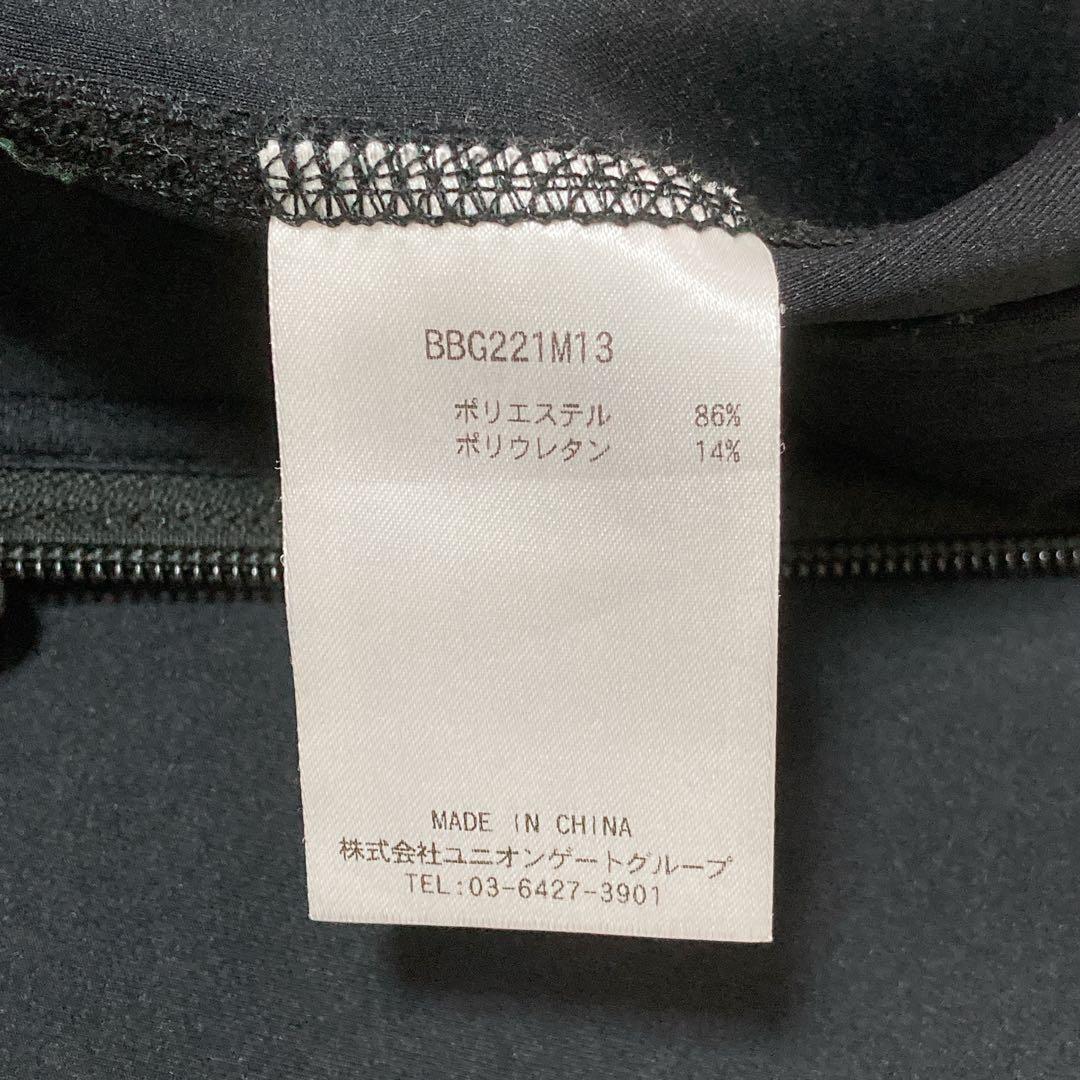 BBG221M13
ポリエステル 86%
ポリウレタン 14%
MADE IN CHINA
株式会社ユニオンゲートグループ
TEL:03-6427-3901